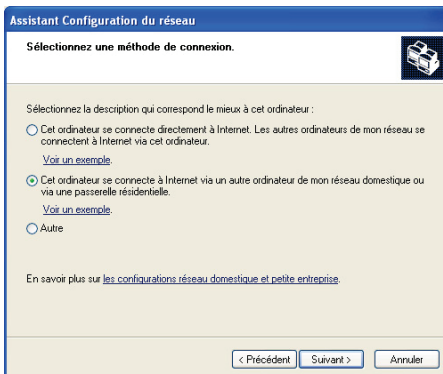 Assistant Configuration du réseau
Sélectionnez une méthode de connexion.
Sélectionnez la description qui correspond le mieux à cet ordinateur :
Cet ordinateur se connecte directement à Internet. Les autres ordinateurs de mon réseau se
connectent à Internet via cet ordinateur.
Voir un exemple.
Cet ordinateur se connecte à Internet via un autre ordinateur de mon réseau domestique ou
via une passerelle résidentielle.
Voir un exemple.
Autre
En savoir plus sur les configurations réseau domestique et petite entreprise.
< Précédent Suivant > Annuler